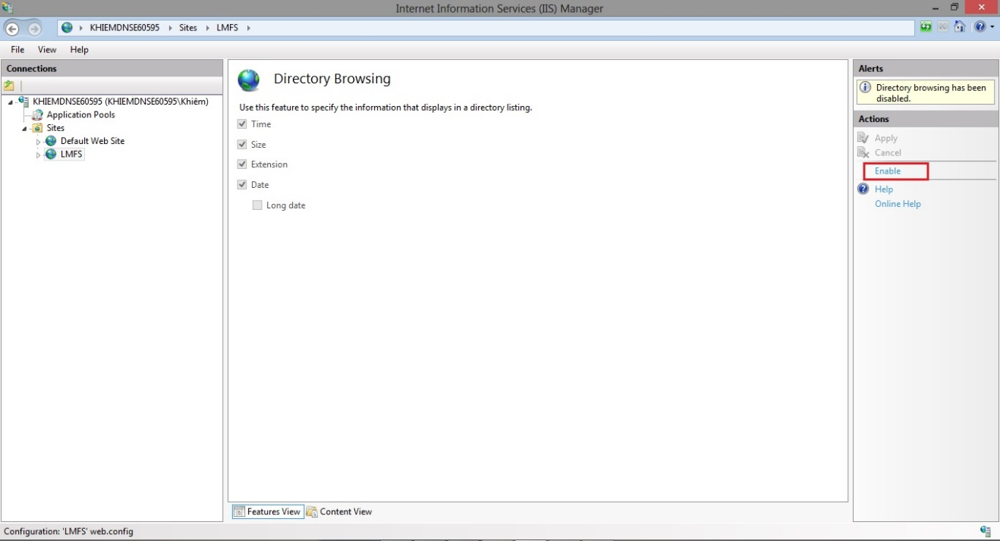 Internet Information Services (IIS) Manager
KHIEMDNSE60595 Sites LMFS
File View Help
Connections
KHIEMDNSE60595 (KHIEMDNSE60595\Khiêm)
Application Pools
Sites
Default Web Site
LMFS
Directory Browsing
Use this feature to specify the information that displays in a directory listing.
Time
Size
Extension
Date
Long date
Features View Content View
Alerts
Directory browsing has been
disabled.
Actions
Apply
Cancel
Enable
Help
Online Help
Configuration: 'LMFS' web.config